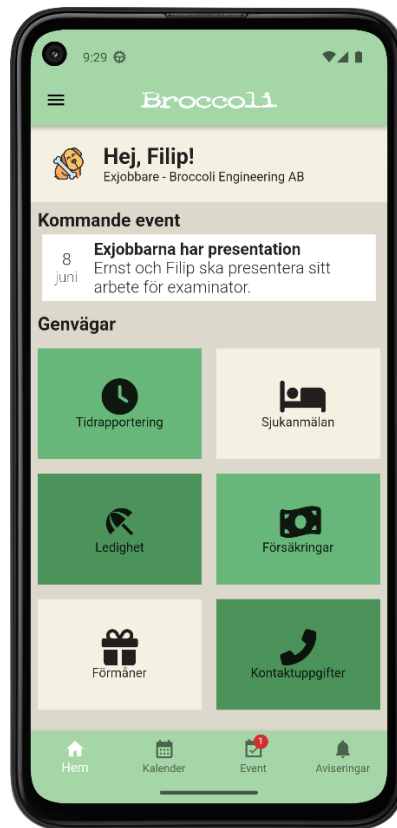 9:29
Broccoli
Hej, Filip!
Exjobbare - Broccoli Engineering AB
Kommande event
8
juni
Exjobbarna har presentation
Ernst och Filip ska presentera sitt
arbete för examinator.
Genvägar
Tidrapportering
Sjukanmälan
Ledighet
Försäkringar
Förmåner
Kontaktuppgifter
1
Hem
Kalender
Event
Aviseringar